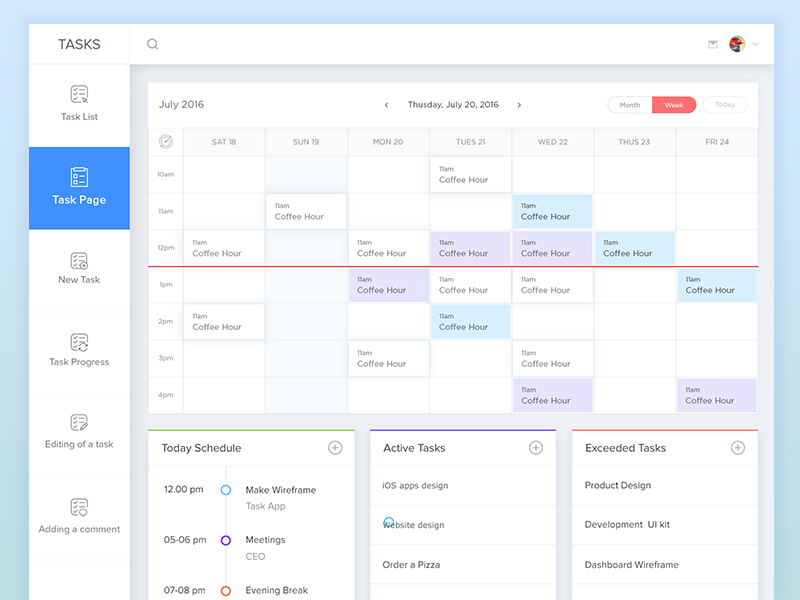 TASKS
Task List
Task Page
New Task
Task Progress
Editing of a task
Adding a comment
July 2016
‹ Thusday, July 20, 2016 ›
Month Week Today
SAT 18 SUN 19 MON 20 TUES 21 WED 22 THUS 23 FRI 24
10am
11am
Coffee Hour
11am
11am
Coffee Hour
11am
Coffee Hour
12pm
11am
Coffee Hour
11am
Coffee Hour
11am
Coffee Hour
11am
Coffee Hour
11am
Coffee Hour
1pm
11am
Coffee Hour
11am
Coffee Hour
11am
Coffee Hour
11am
Coffee Hour
2pm
11am
Coffee Hour
11am
Coffee Hour
3pm
11am
Coffee Hour
11am
Coffee Hour
4pm
11am
Coffee Hour
11am
Coffee Hour
Today Schedule
12.00 pm Make Wireframe
Task App
05-06 pm Meetings
CEO
07-08 pm Evening Break
Active Tasks
iOS apps design
Website design
Order a Pizza
Exceeded Tasks
Product Design
Development UI kit
Dashboard Wireframe